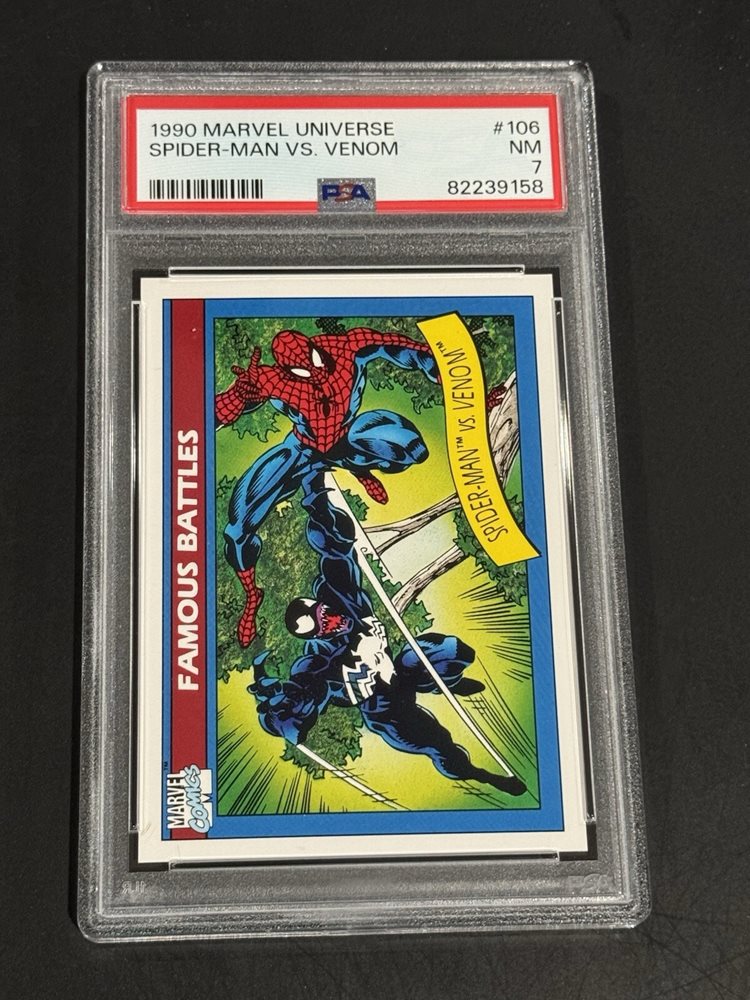 1990 MARVEL UNIVERSE #106
SPIDER-MAN VS. VENOM NM
7
PSA 82239158
FAMOUS BATTLES
MARVEL™
COMICS
SPIDER-MAN™ VS. VENOM™